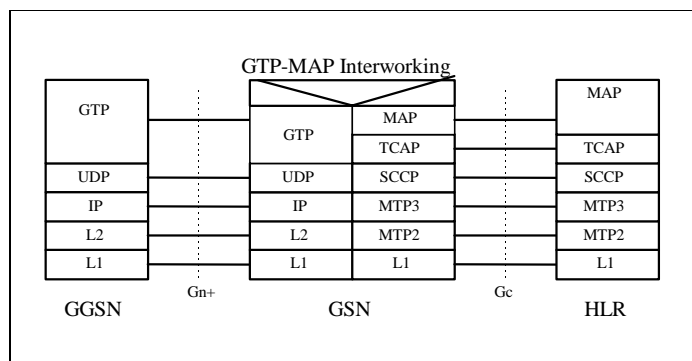 GTP-MAP Interworking
GTP
GTP
MAP
MAP
TCAP
TCAP
UDP
UDP
SCCP
SCCP
IP
IP
MTP3
MTP3
L2
L2
MTP2
MTP2
L1
L1
L1
L1
Gn+
Gc
GGSN
GSN
HLR